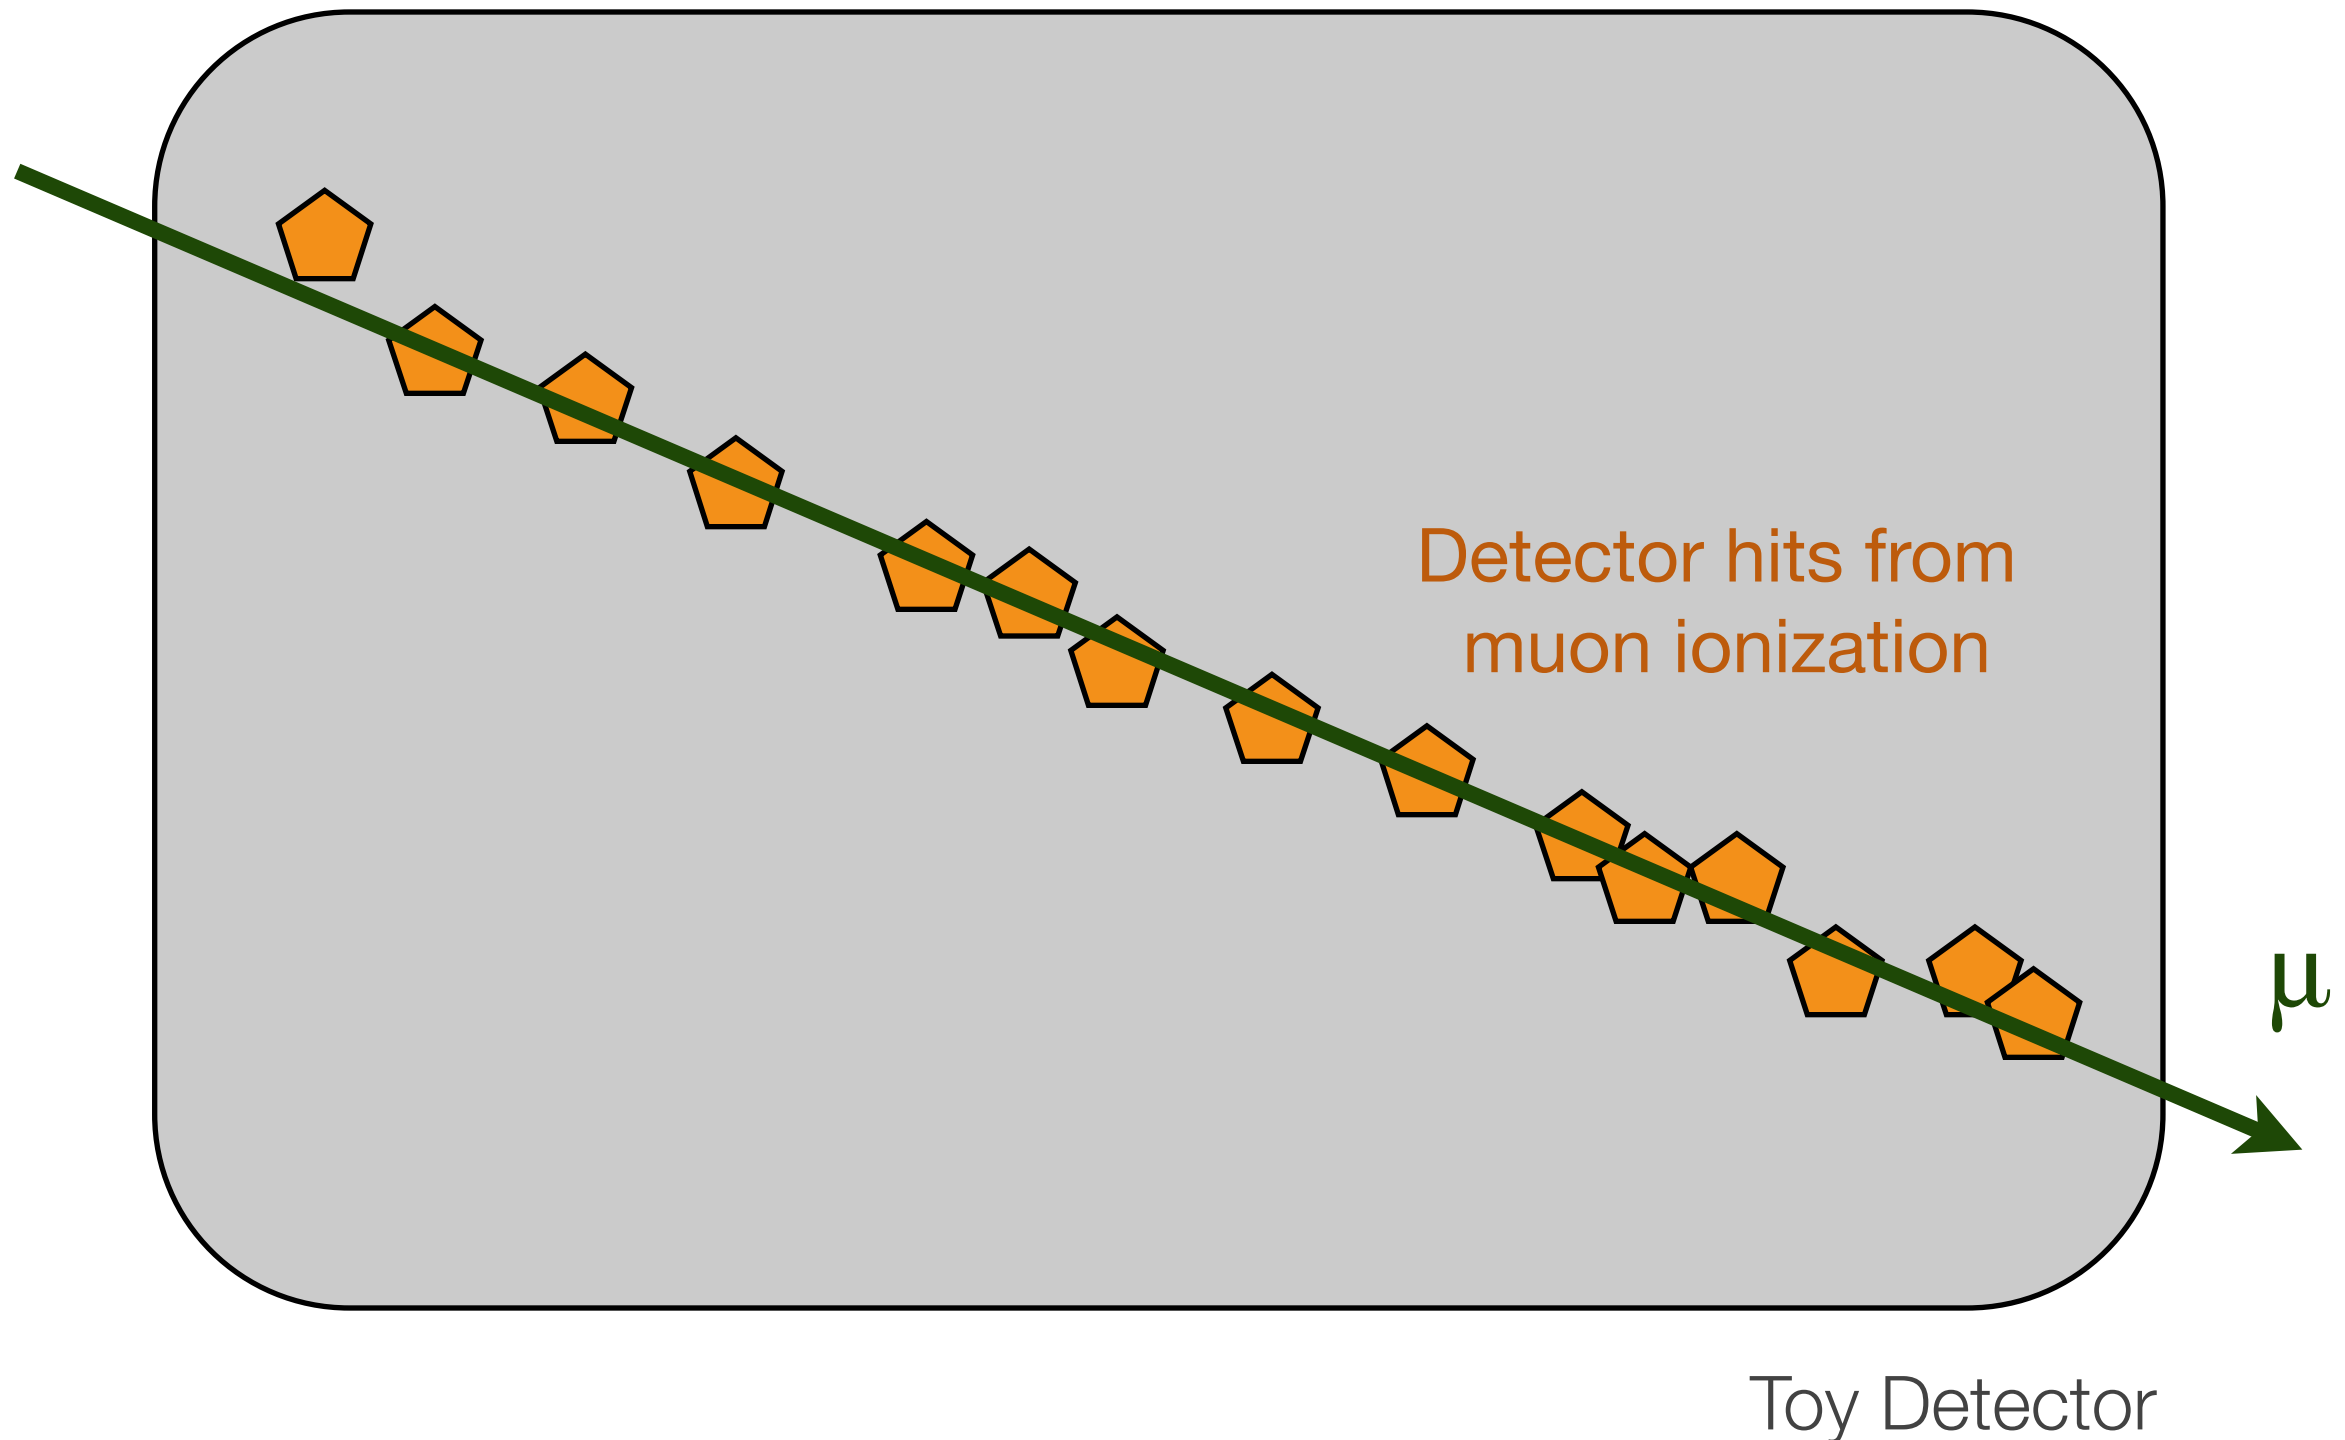 Detector hits from
muon ionization
μ
Toy Detector